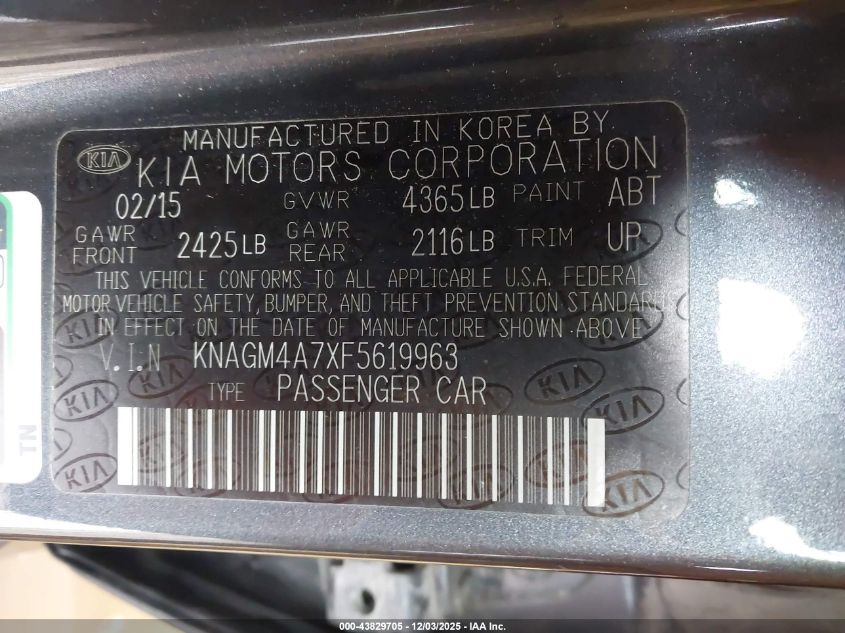 MANUFACTURED IN KOREA BY
KIA KIA MOTORS CORPORATION
02/15 GVWR 4365LB PAINT ABT
GAWR FRONT 2425LB GAWR REAR 2116LB TRIM UP
THIS VEHICLE CONFORMS TO ALL APPLICABLE U.S.A. FEDERAL
MOTOR VEHICLE SAFETY, BUMPER, AND THEFT PREVENTION STANDARD
IN EFFECT ON THE DATE OF MANUFACTURE SHOWN ABOVE
V.I.N KNAGM4A7XF5619963
TYPE PASSENGER CAR
TN
000-43829705 - 12/03/2025 - IAA Inc.